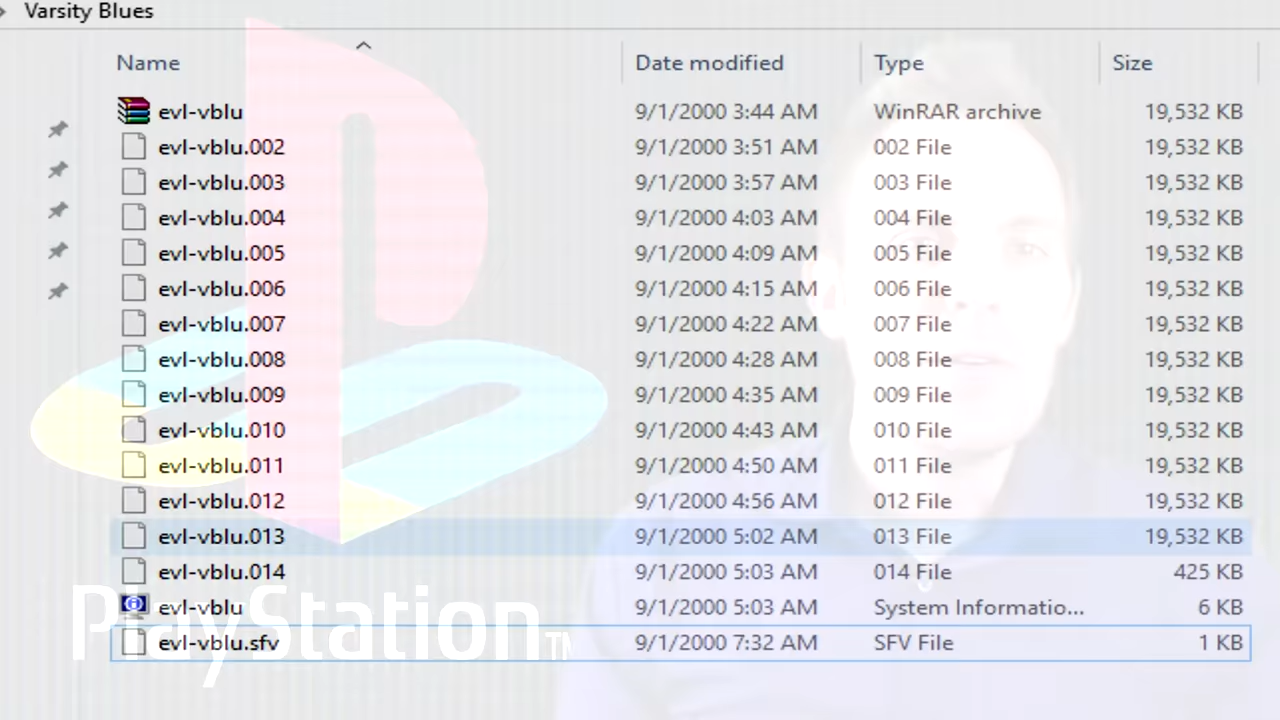 Varsity Blues
Name Date modified Type Size
evl-vblu 9/1/2000 3:44 AM WinRAR archive 19,532 KB
evl-vblu.002 9/1/2000 3:51 AM 002 File 19,532 KB
evl-vblu.003 9/1/2000 3:57 AM 003 File 19,532 KB
evl-vblu.004 9/1/2000 4:03 AM 004 File 19,532 KB
evl-vblu.005 9/1/2000 4:09 AM 005 File 19,532 KB
evl-vblu.006 9/1/2000 4:15 AM 006 File 19,532 KB
evl-vblu.007 9/1/2000 4:22 AM 007 File 19,532 KB
evl-vblu.008 9/1/2000 4:28 AM 008 File 19,532 KB
evl-vblu.009 9/1/2000 4:35 AM 009 File 19,532 KB
evl-vblu.010 9/1/2000 4:43 AM 010 File 19,532 KB
evl-vblu.011 9/1/2000 4:50 AM 011 File 19,532 KB
evl-vblu.012 9/1/2000 4:56 AM 012 File 19,532 KB
evl-vblu.013 9/1/2000 5:02 AM 013 File 19,532 KB
evl-vblu.014 9/1/2000 5:03 AM 014 File 425 KB
evl-vblu 9/1/2000 5:03 AM System Informatio... 6 KB
evl-vblu.sfv 9/1/2000 7:32 AM SFV File 1 KB
PlayStation™